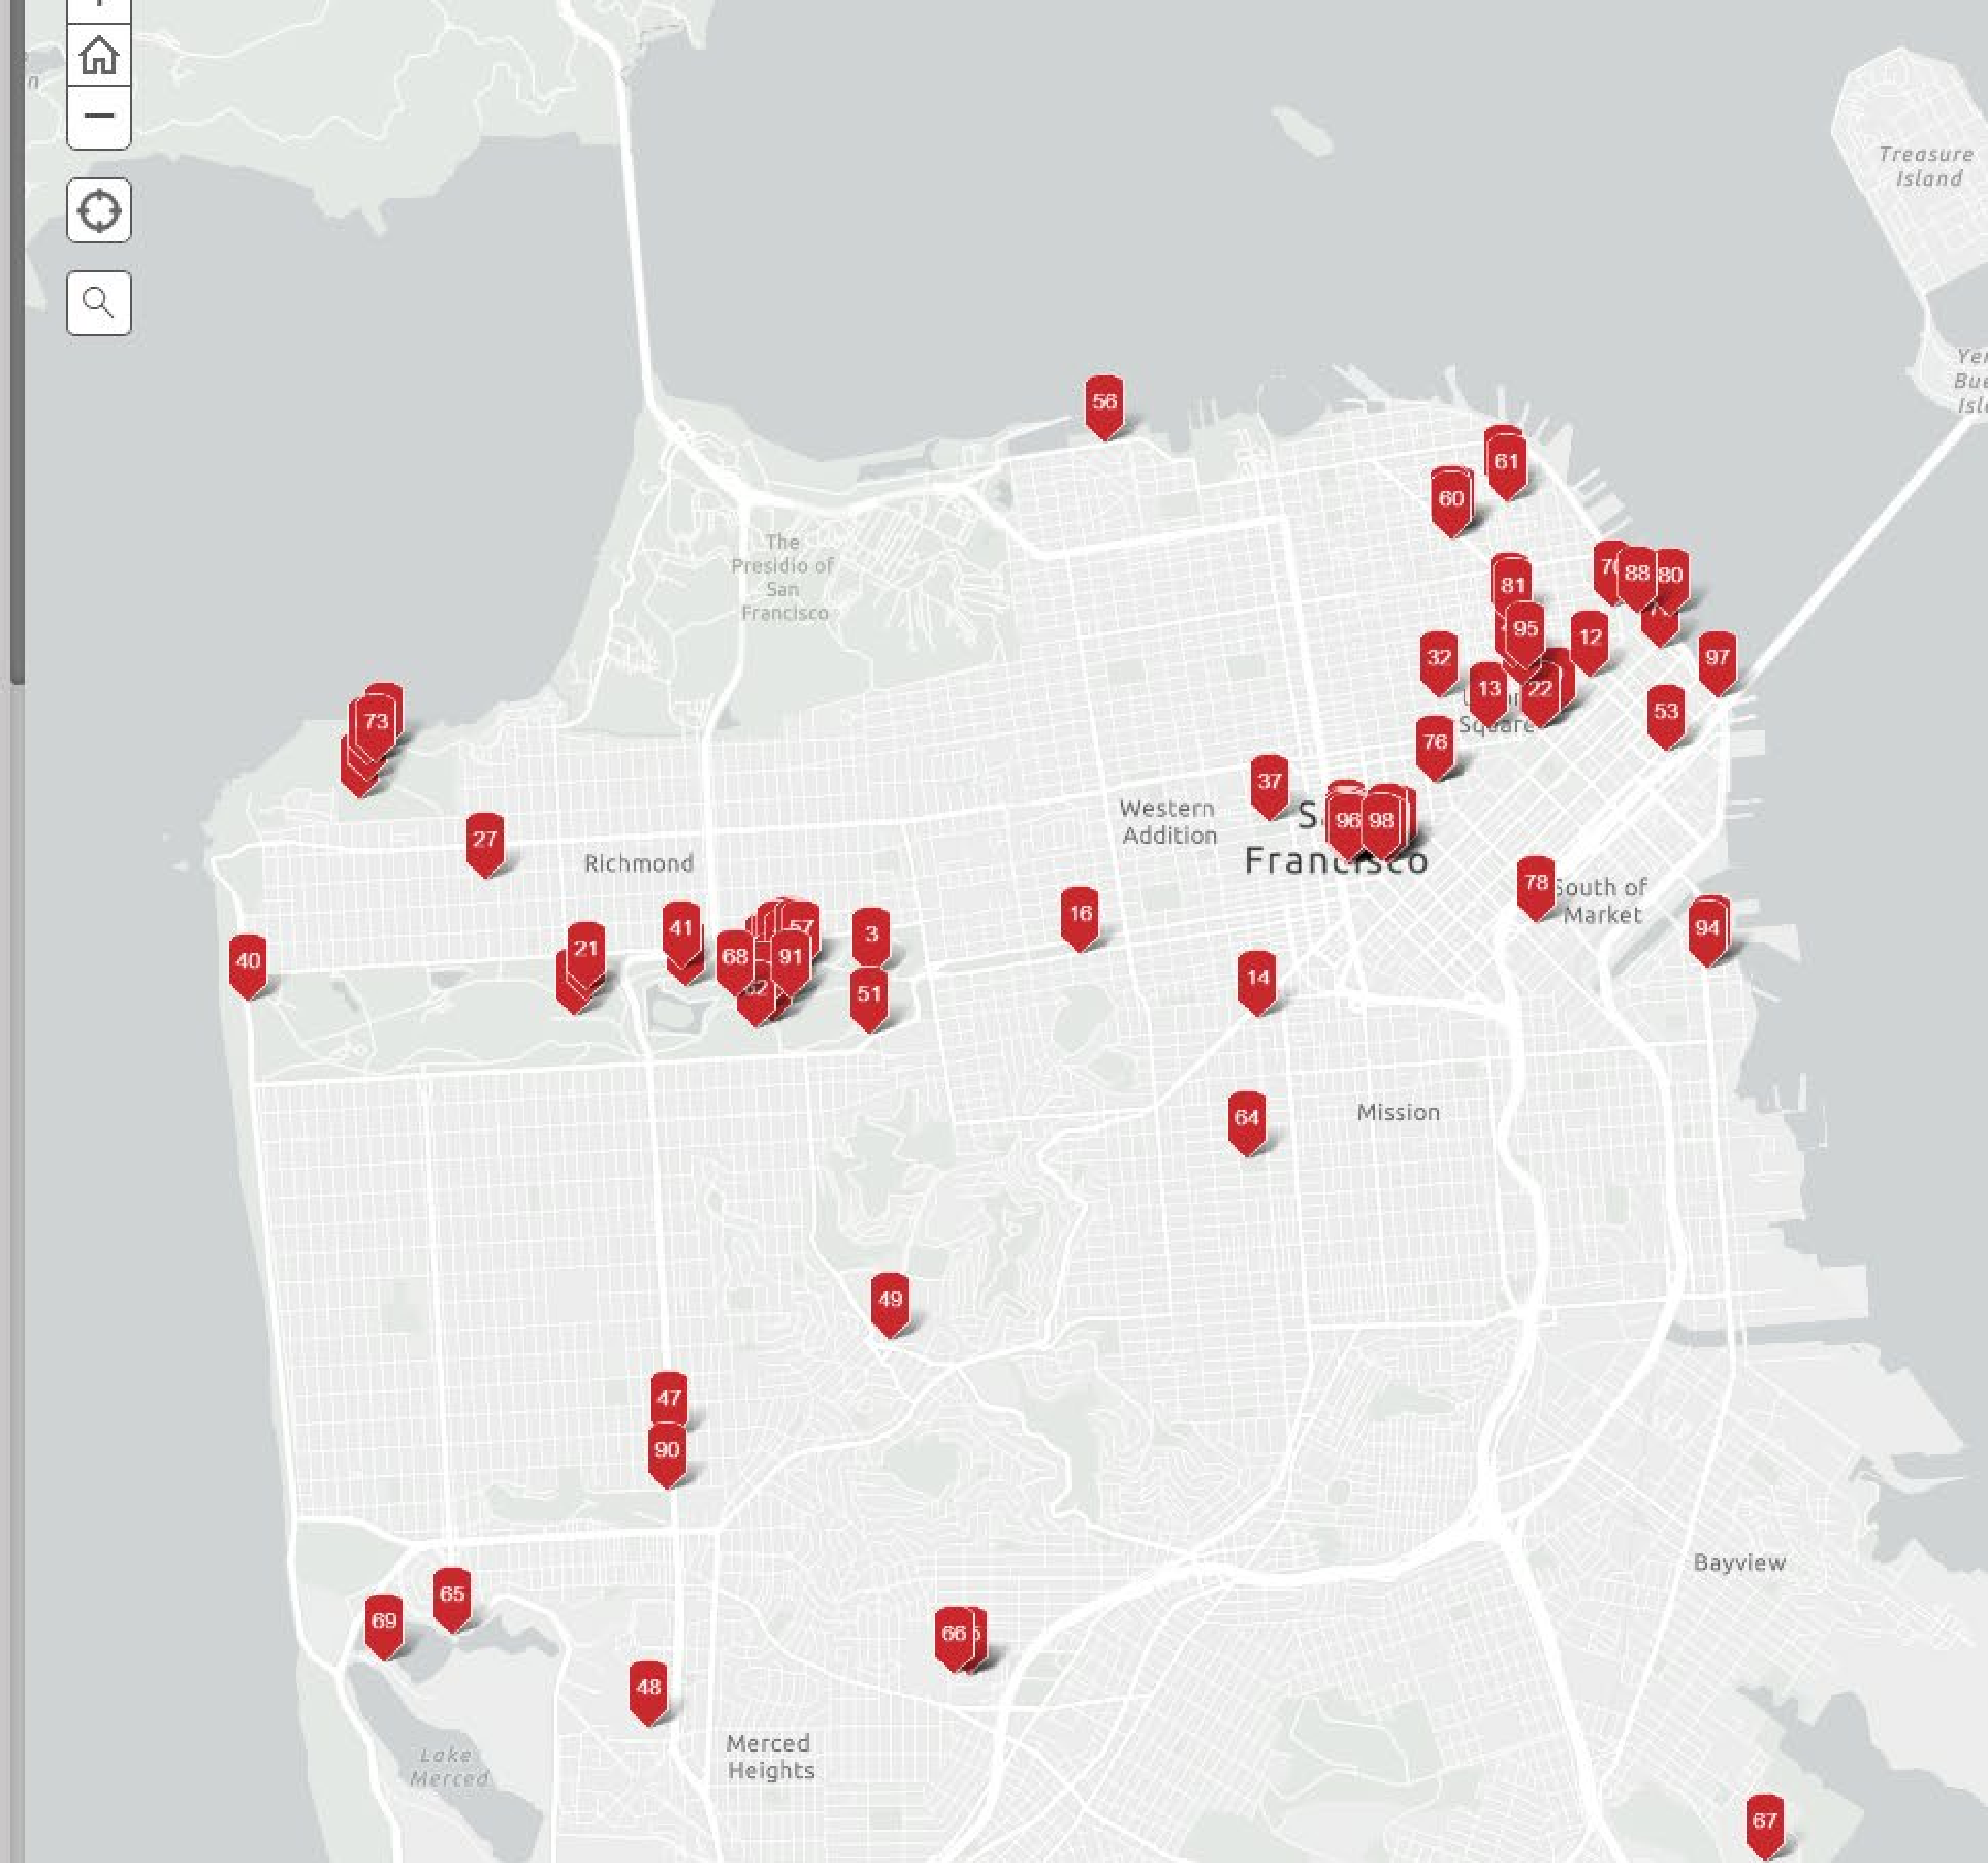 Treasure
Island
56
61
60
The
Presidio of
San
Francisco
81
88
80
95
12
32
97
13
22
53
Square
73
76
37
Western
Addition
96
98
Francisco
27
Richmond
78
South of
Market
16
41
57
3
94
21
68
91
40
14
51
64
Mission
49
47
90
Bayview
65
69
66
48
Merced
Heights
Lake
Merced
67